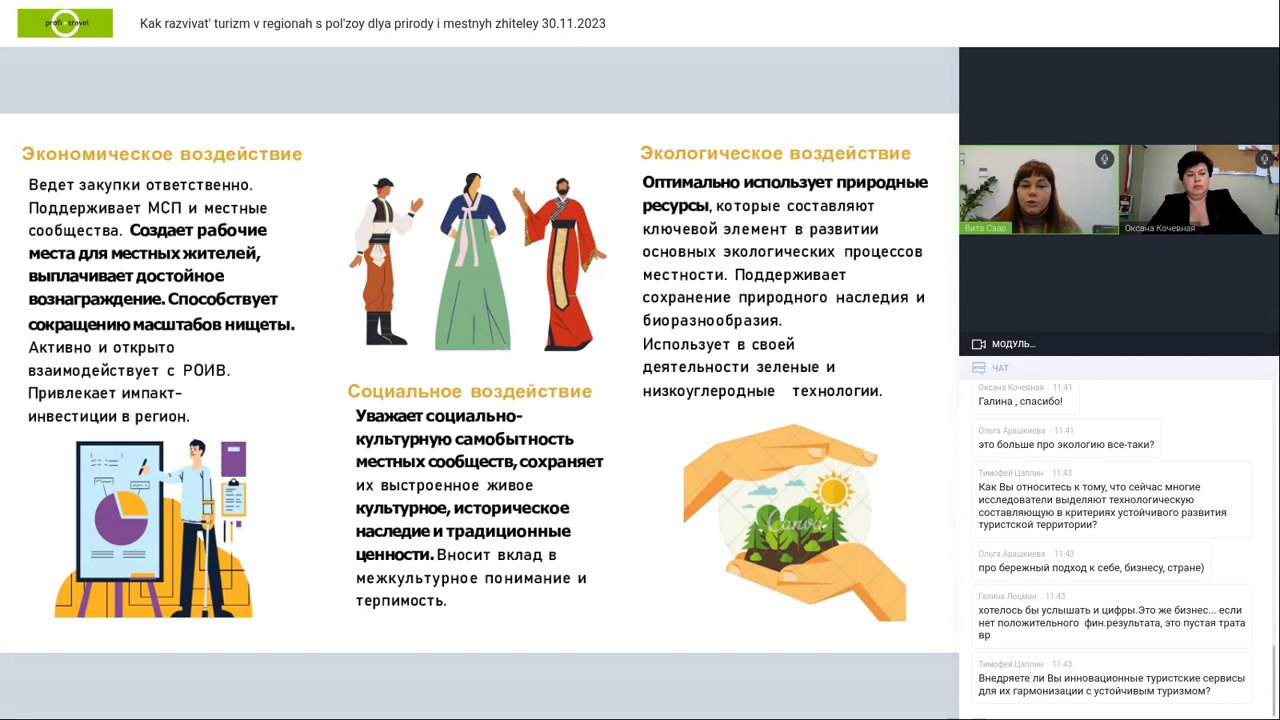 profi travel
Kak razvivat' turizm v regionah s pol'zoy dlya prirody i mestnyh zhiteley 30.11.2023
Экономическое воздействие
Ведет закупки ответственно.
Поддерживает МСП и местные
сообщества. Создает рабочие
места для местных жителей,
выплачивает достойное
вознаграждение. Способствует
сокращению масштабов нищеты.
Активно и открыто
взаимодействует с РОИВ.
Привлекает импакт-
инвестиции в регион.
Социальное воздействие
Уважает социально-
культурную самобытность
местных сообществ, сохраняет
их выстроенное живое
культурное, историческое
наследие и традиционные
ценности. Вносит вклад в
межкультурное понимание и
терпимость.
Экологическое воздействие
Оптимально использует природные
ресурсы, которые составляют
ключевой элемент в развитии
основных экологических процессов
местности. Поддерживает
сохранение природного наследия и
биоразнообразия.
Использует в своей
деятельности зеленые и
низкоуглеродные технологии.
Canva
Вита Саар
Оксана Кочевная
МОДУЛЬ...
ЧАТ
Оксана Кочевная · 11:41
Галина , спасибо!
Ольга Арашкиева · 11:41
это больше про экологию все-таки?
Тимофей Цаплин · 11:43
Как Вы относитесь к тому, что сейчас многие
исследователи выделяют технологическую
составляющую в критериях устойчивого развития
туристской территории?
Ольга Арашкиева · 11:43
про бережный подход к себе, бизнесу, стране)
Галина Лоцман · 11:43
хотелось бы услышать и цифры.Это же бизнес... если
нет положительного фин.результата, это пустая трата
вр
Тимофей Цаплин · 11:43
Внедряете ли Вы инновационные туристские сервисы
для их гармонизации с устойчивым туризмом?